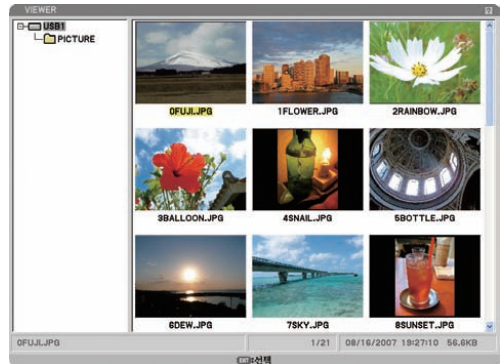 VIEWER
USB1
PICTURE
0FUJI.JPG 1FLOWER.JPG 2RAINBOW.JPG
3BALLOON.JPG 4SNAIL.JPG 5BOTTLE.JPG
6DEW.JPG 7SKY.JPG 8SUNSET.JPG
0FUJI.JPG 1/21 08/16/2007 19:27:10 56.6KB
EXIT:선택